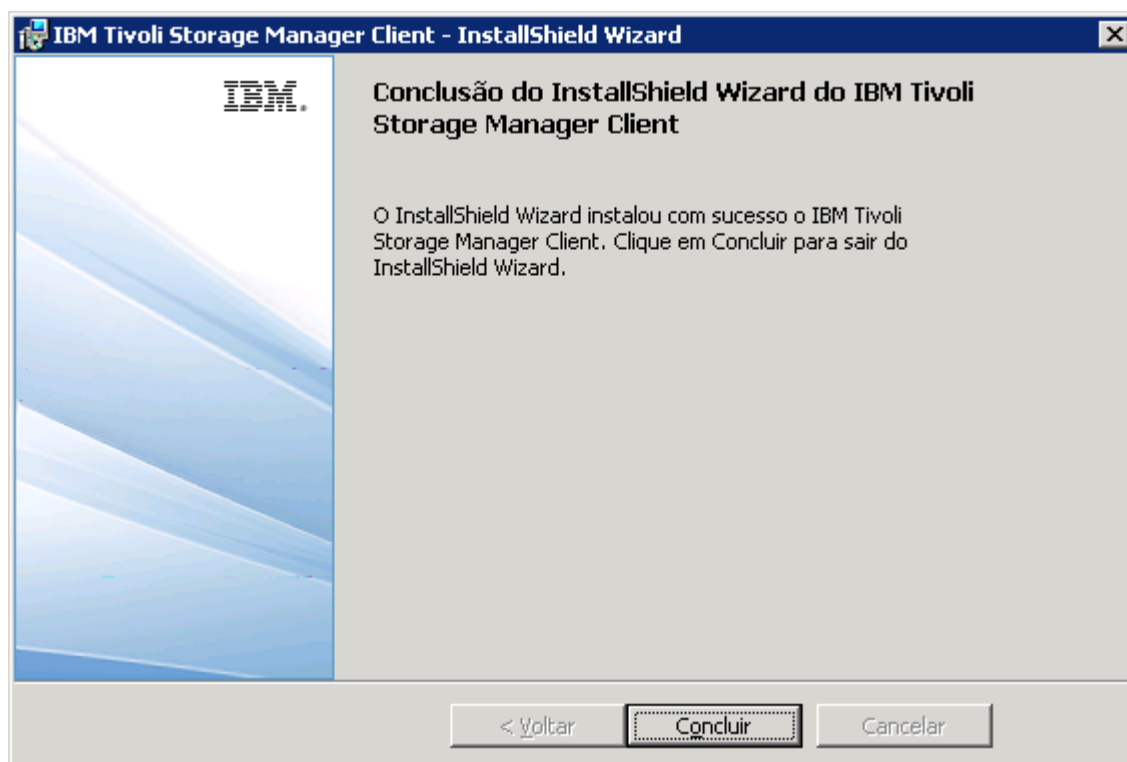 IBM Tivoli Storage Manager Client - InstallShield Wizard
IBM.
Conclusão do InstallShield Wizard do IBM Tivoli
Storage Manager Client
O InstallShield Wizard instalou com sucesso o IBM Tivoli
Storage Manager Client. Clique em Concluir para sair do
InstallShield Wizard.
< Voltar
Concluir
Cancelar